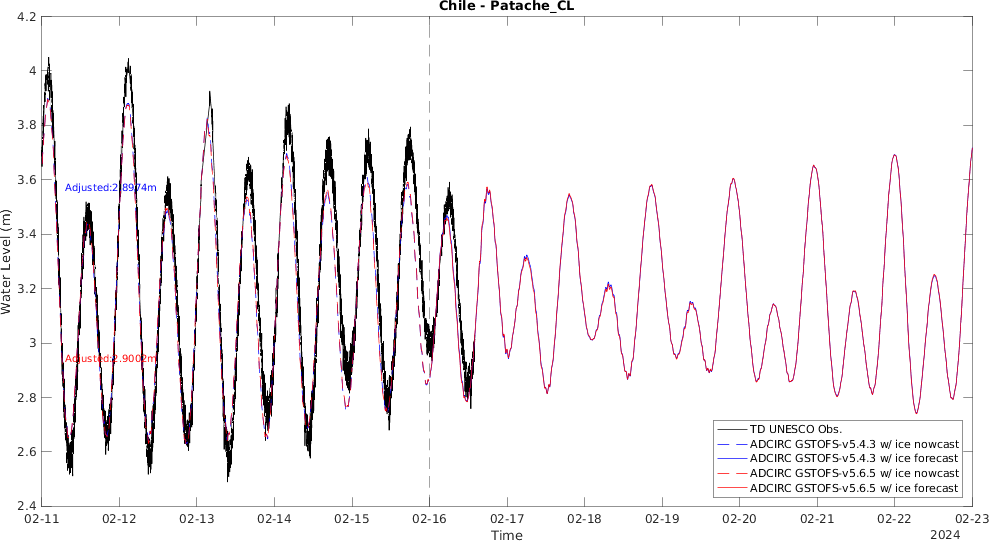 Chile - Patache_CL
Water Level (m)
4.2
4
3.8
3.6
3.4
3.2
3
2.8
2.6
2.4
Adjusted:2.8974m
Adjusted:2.9002m
TD UNESCO Obs.
ADCIRC GSTOFS-v5.4.3 w/ ice nowcast
ADCIRC GSTOFS-v5.4.3 w/ ice forecast
ADCIRC GSTOFS-v5.6.5 w/ ice nowcast
ADCIRC GSTOFS-v5.6.5 w/ ice forecast
02-11 02-12 02-13 02-14 02-15 02-16 02-17 02-18 02-19 02-20 02-21 02-22 02-23
Time
2024